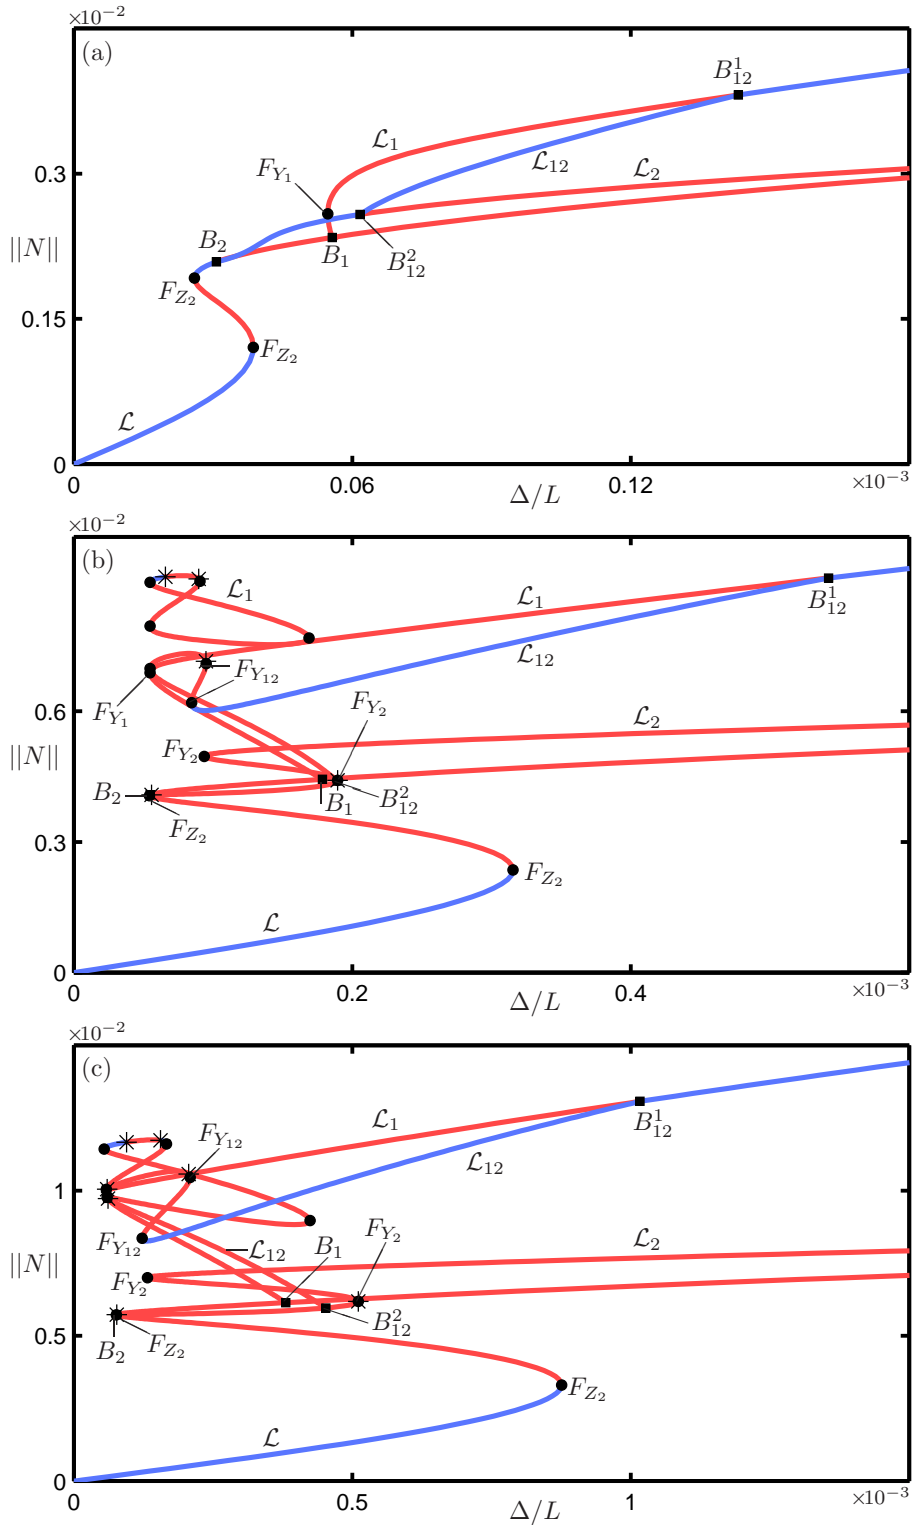 ×10⁻²
(a)
B¹₁₂
ℒ₁
F_{Y₁}
ℒ₁₂
ℒ₂
0.3
B₂
||N||
B₁
B²₁₂
F_{Z₂}
0.15
F_{Z₂}
ℒ
0
0
0.06
Δ/L
0.12
×10⁻³
×10⁻²
(b)
ℒ₁
ℒ₁
B¹₁₂
ℒ₁₂
F_{Y₁₂}
F_{Y₁}
F_{Y₂}
0.6
ℒ₂
||N||
F_{Y₂}
B₂
B₁
B²₁₂
F_{Z₂}
0.3
F_{Z₂}
ℒ
0
0
0.2
Δ/L
0.4
×10⁻³
×10⁻²
(c)
ℒ₁
B¹₁₂
F_{Y₁₂}
ℒ₁₂
1
F_{Y₁₂}
ℒ₁₂
B₁
F_{Y₂}
ℒ₂
||N||
F_{Y₂}
0.5
B₂
F_{Z₂}
B²₁₂
F_{Z₂}
ℒ
0
0
0.5
Δ/L
1
×10⁻³